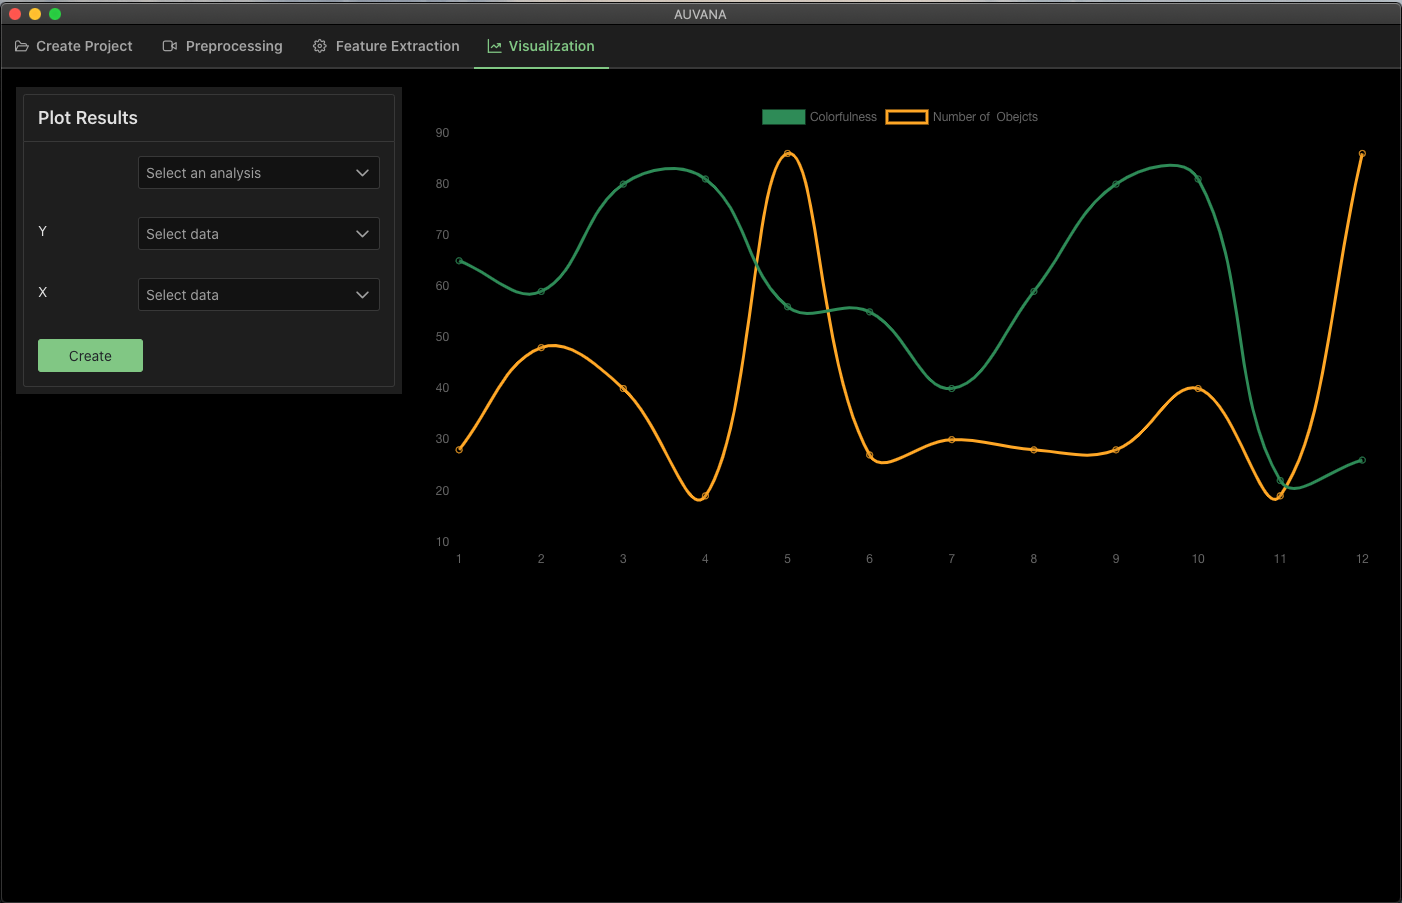 AUVANA
Create Project Preprocessing Feature Extraction Visualization
Plot Results
Select an analysis
Y Select data
X Select data
Create
Colorfulness Number of Obejcts
90
80
70
60
50
40
30
20
10
1 2 3 4 5 6 7 8 9 10 11 12